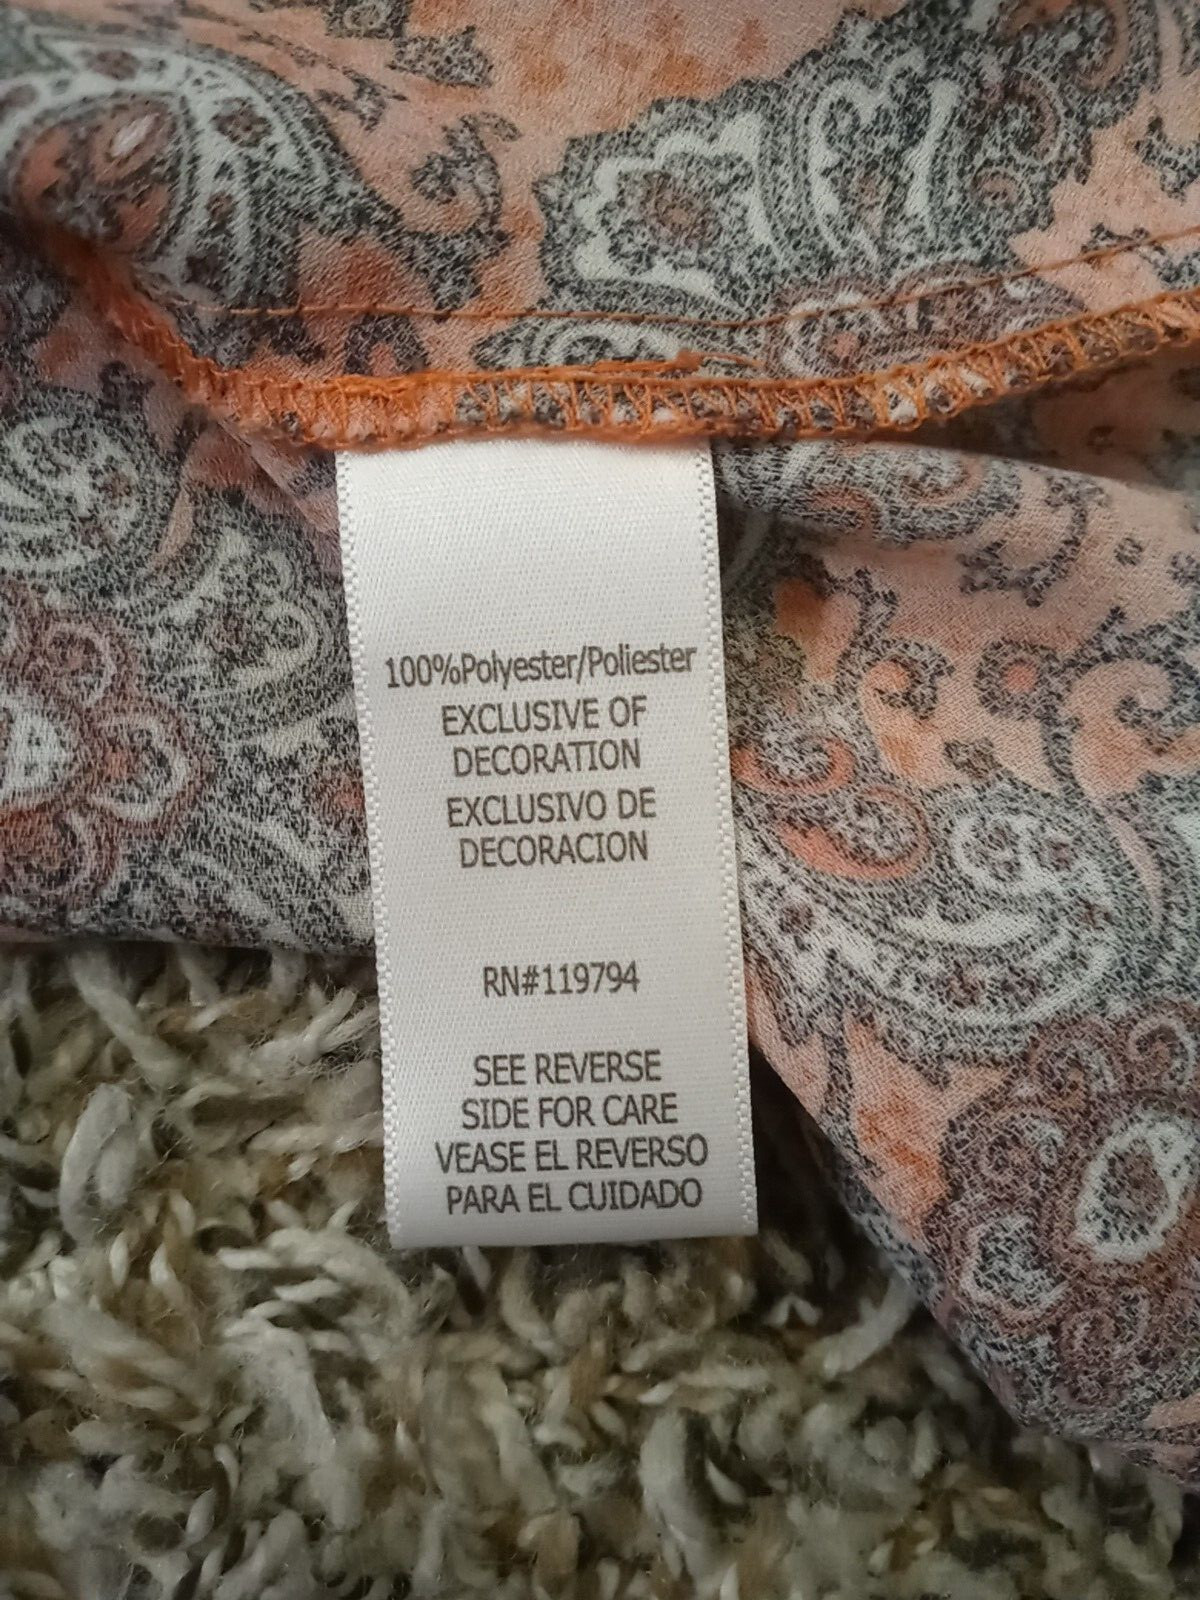 100%Polyester/Poliester
EXCLUSIVE OF
DECORATION
EXCLUSIVO DE
DECORACION
RN#119794
SEE REVERSE
SIDE FOR CARE
VEASE EL REVERSO
PARA EL CUIDADO